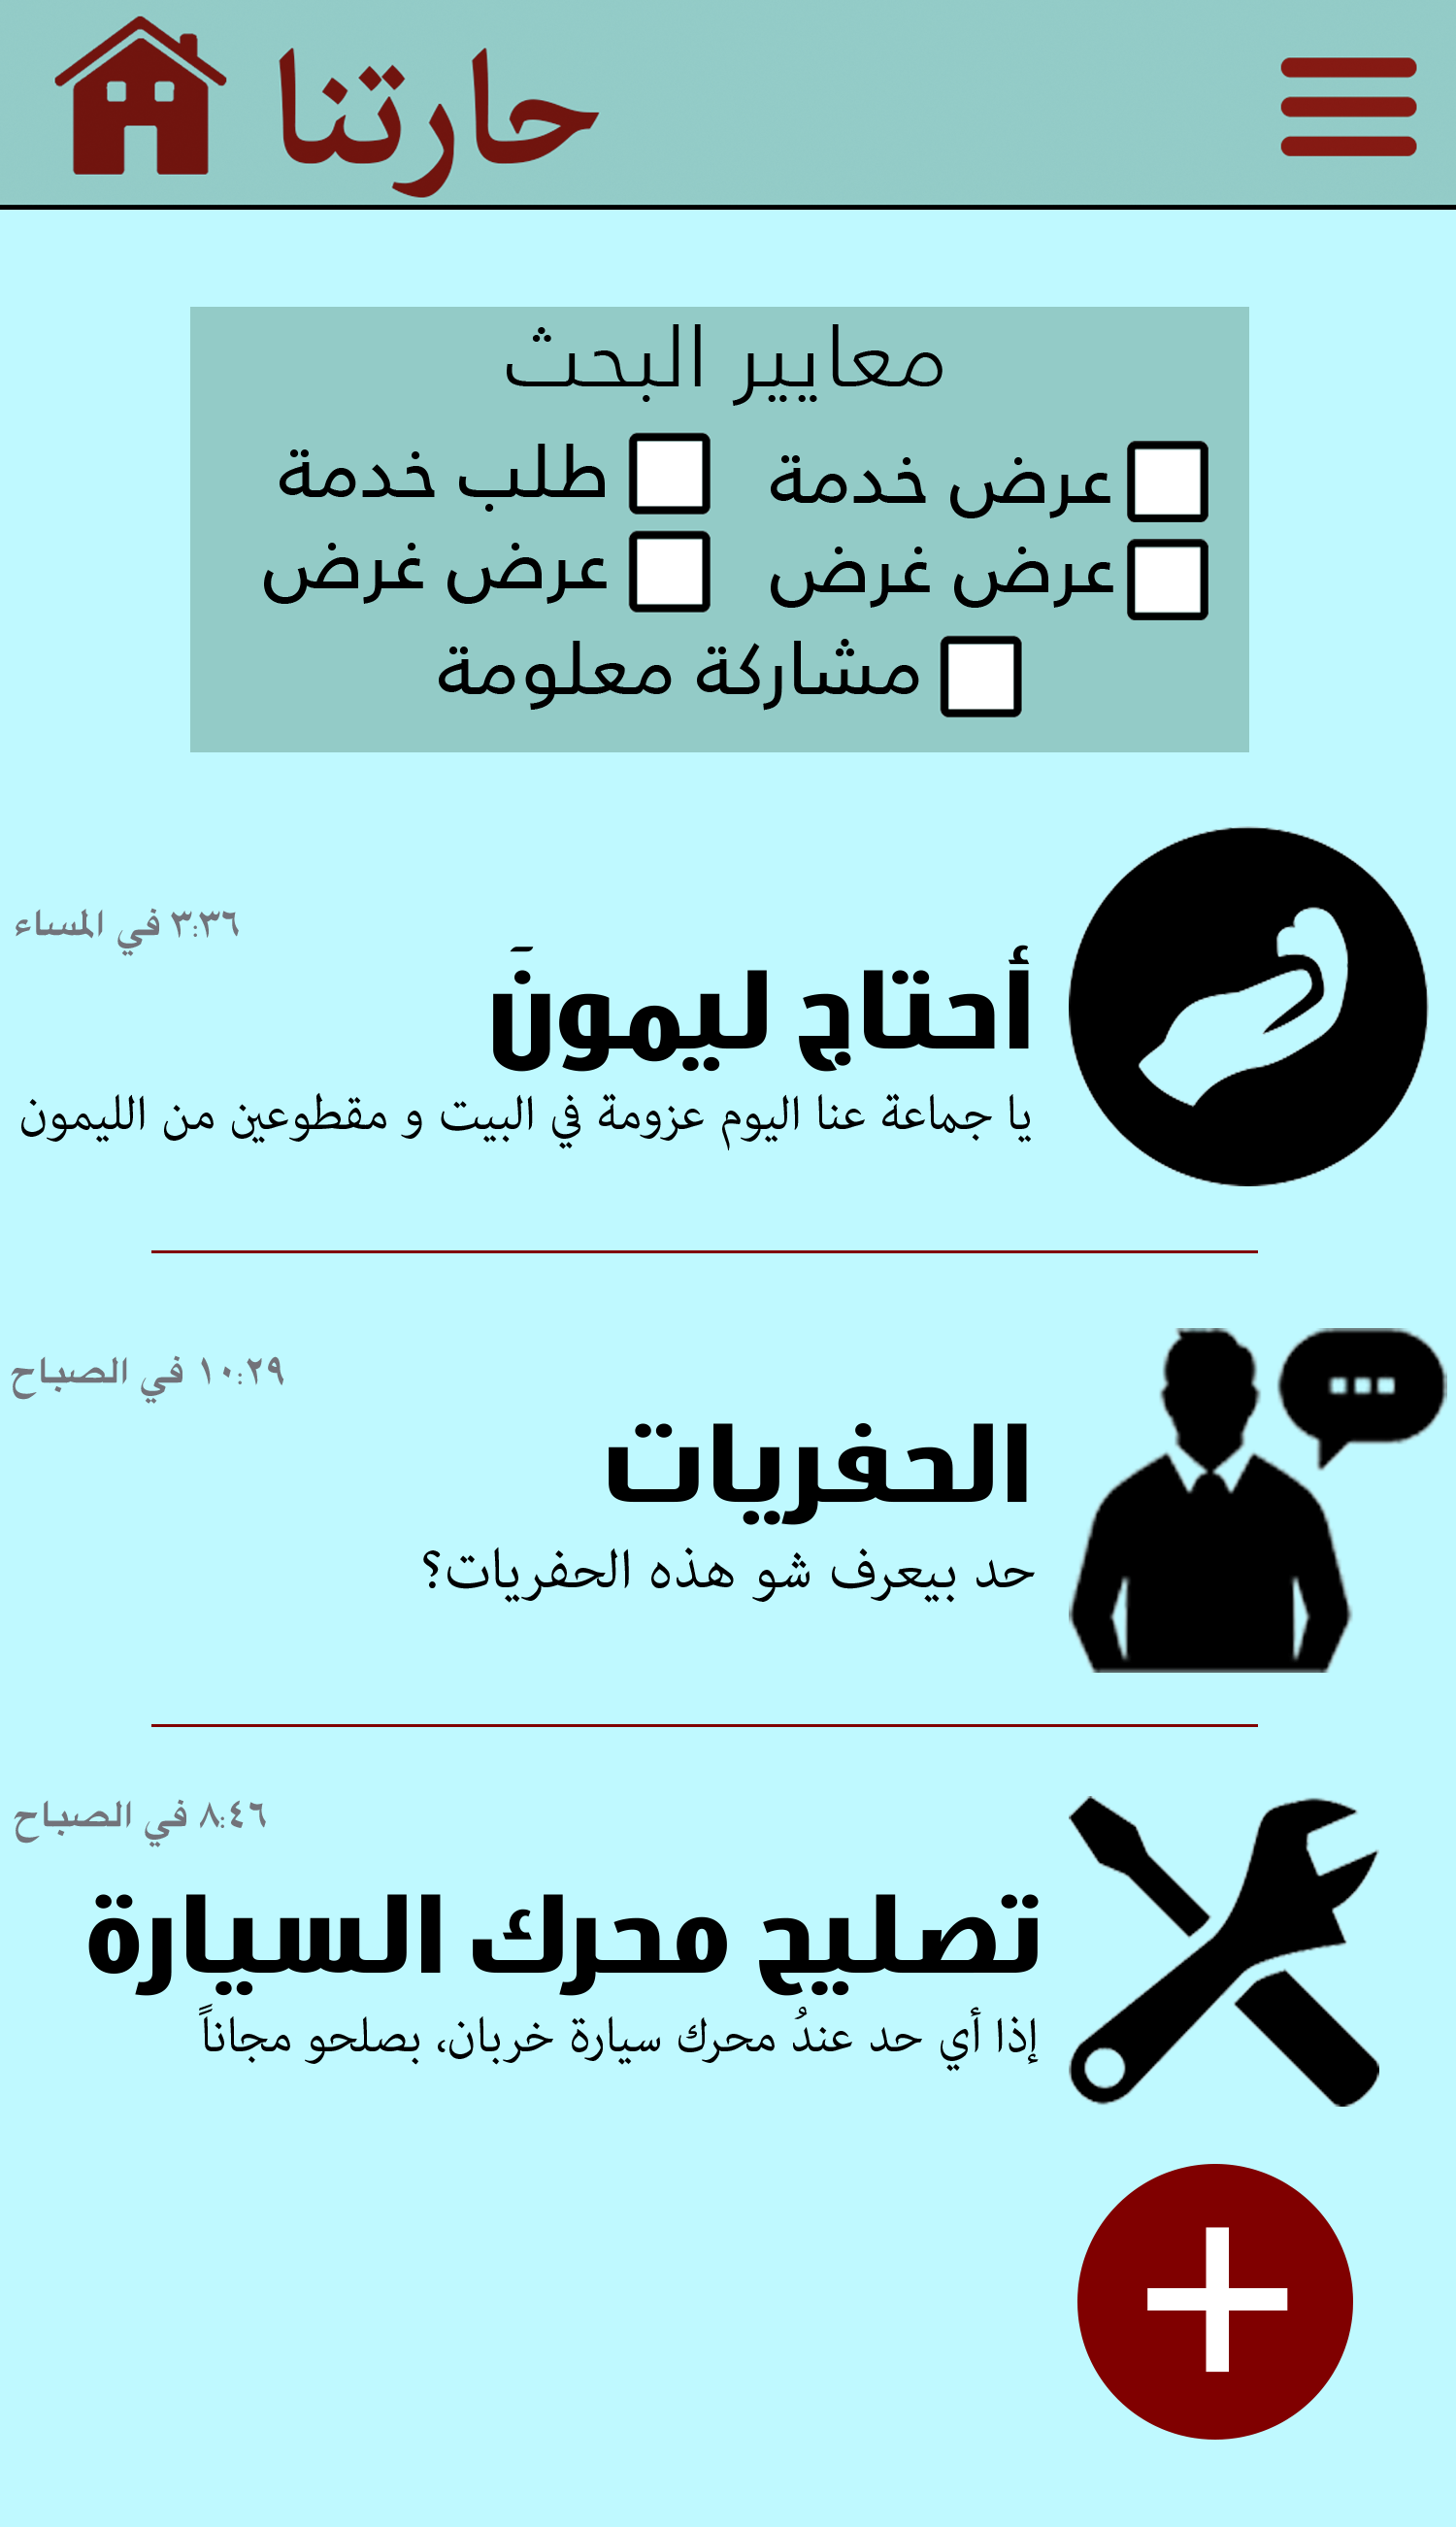 حارتنا
معايير البحث
عرض خدمة
طلب خدمة
عرض غرض
عرض غرض
مشاركة معلومة
٣:٣٦ في المساء
أحتاج ليمونَ
يا جماعة عنا اليوم عزومة في البيت و مقطوعين من الليمون
١٠:٢٩ في الصباح
الحفريات
حد بيعرف شو هذه الحفريات؟
٨:٤٦ في الصباح
تصليح محرك السيارة
إذا أي حد عندُ محرك سيارة خربان، بصلحو مجاناً